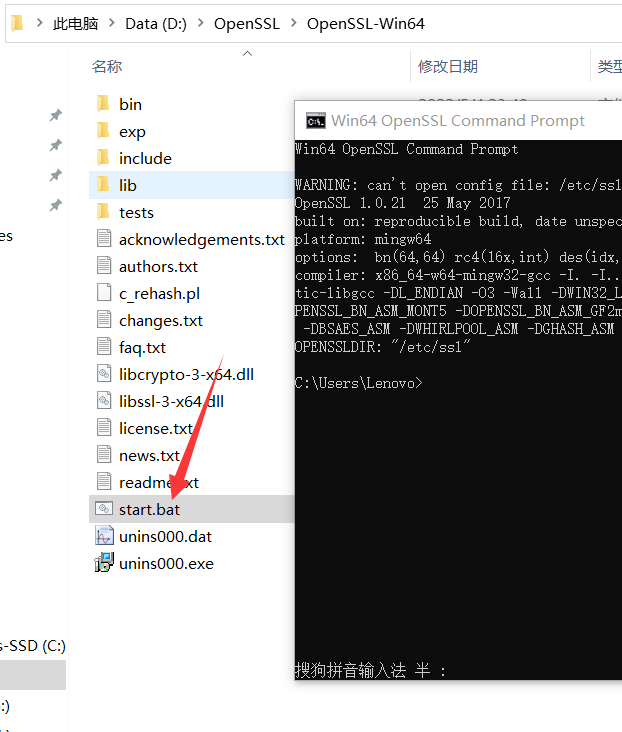 此电脑 > Data (D:) > OpenSSL > OpenSSL-Win64
名称
修改日期
类型
bin
exp
include
lib
tests
es
acknowledgements.txt
authors.txt
c_rehash.pl
changes.txt
faq.txt
libcrypto-3-x64.dll
libssl-3-x64.dll
license.txt
news.txt
readme.txt
start.bat
unins000.dat
unins000.exe
s-SSD (C:)
:)
Win64 OpenSSL Command Prompt
Win64 OpenSSL Command Prompt
WARNING: can't open config file: /etc/ssl
OpenSSL 1.0.2l  25 May 2017
built on: reproducible build, date unspec
platform: mingw64
options:  bn(64,64) rc4(16x,int) des(idx,
compiler: x86_64-w64-mingw32-gcc -I. -I..
tic-libgcc -DL_ENDIAN -O3 -Wall -DWIN32_L
PENSSL_BN_ASM_MONT5 -DOPENSSL_BN_ASM_GF2m
-DBSAES_ASM -DWHIRLPOOL_ASM -DGHASH_ASM
OPENSSLDIR: "/etc/ssl"
C:\Users\Lenovo>
搜狗拼音输入法 半 :